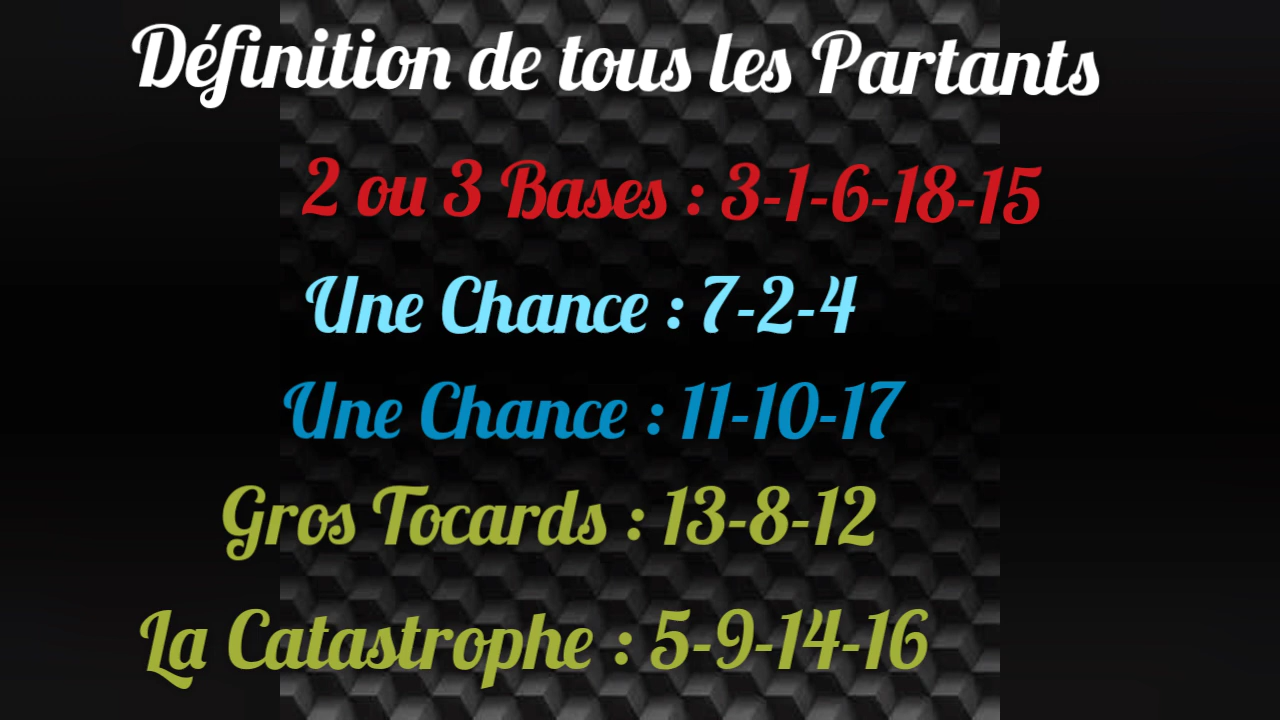 Définition de tous les Partants
2 ou 3 Bases : 3-1-6-18-15
Une Chance : 7-2-4
Une Chance : 11-10-17
Gros Tocards : 13-8-12
La Catastrophe : 5-9-14-16